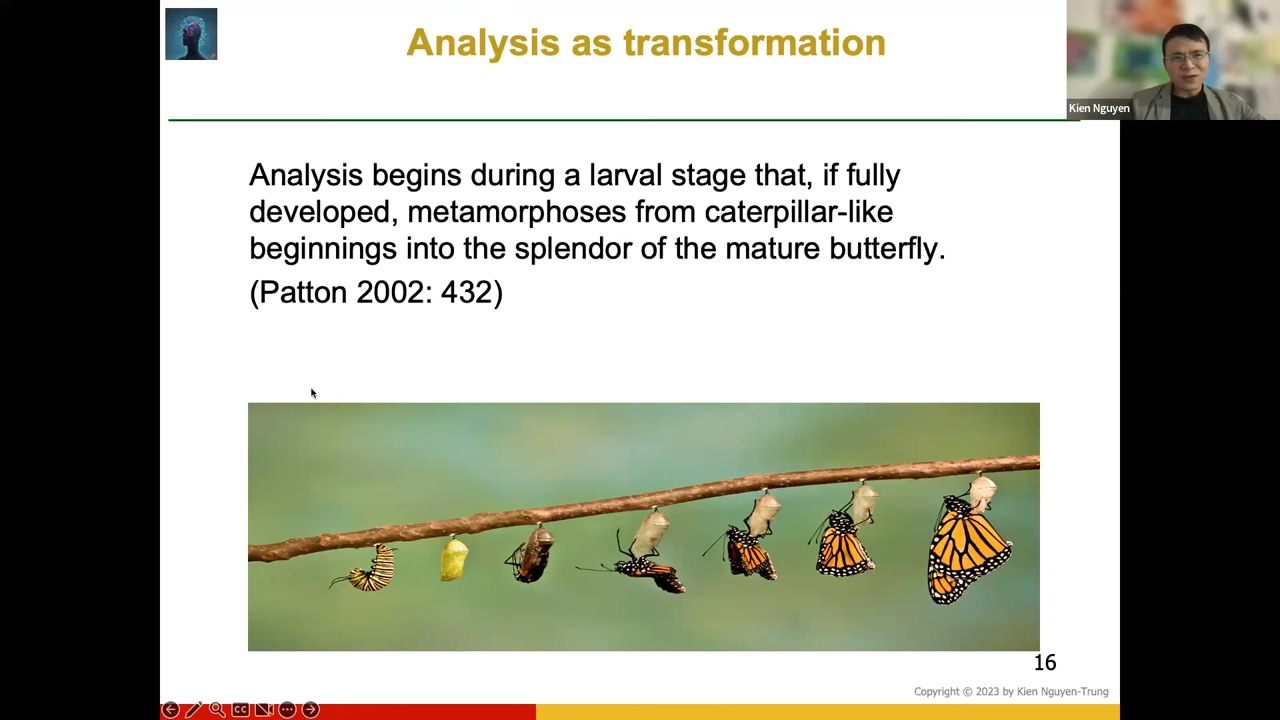 Analysis as transformation
Kien Nguyen
Analysis begins during a larval stage that, if fully
developed, metamorphoses from caterpillar-like
beginnings into the splendor of the mature butterfly.
(Patton 2002: 432)
16
Copyright © 2023 by Kien Nguyen-Trung
CC